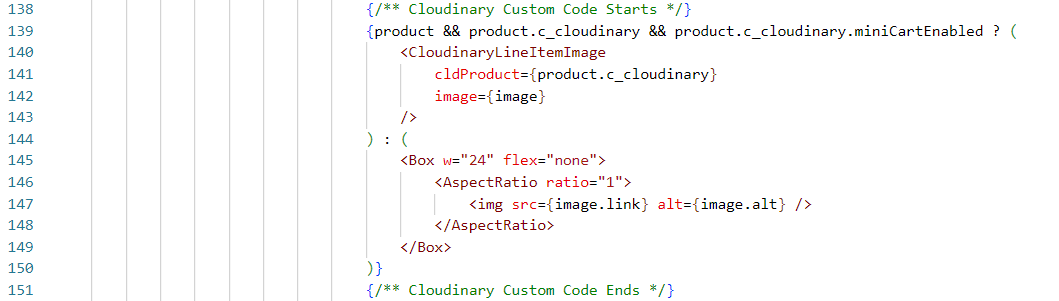 138 {/** Cloudinary Custom Code Starts */}
139 {product && product.c_cloudinary && product.c_cloudinary.miniCartEnabled ? (
140 <CloudinaryLineItemImage
141 cldProduct={product.c_cloudinary}
142 image={image}
143 />
144 ) : (
145 <Box w="24" flex="none">
146 <AspectRatio ratio="1">
147 <img src={image.link} alt={image.alt} />
148 </AspectRatio>
149 </Box>
150 )}
151 {/** Cloudinary Custom Code Ends */}